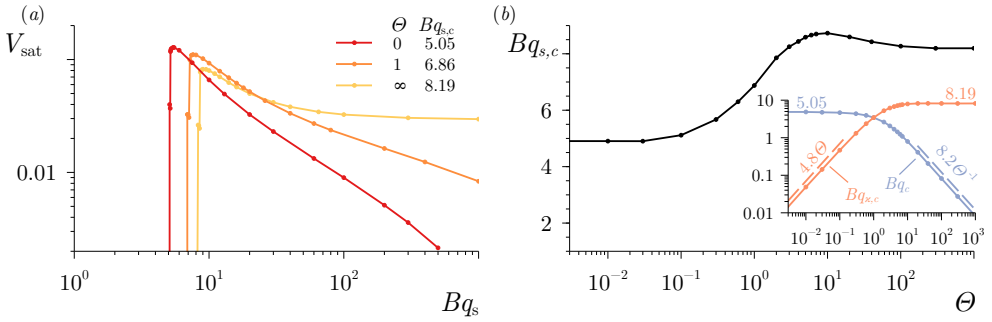 (a)
V_sat
Θ Bq_s,c
0 5.05
1 6.86
∞ 8.19
0.01
10^0 10^1 10^2
Bq_s
(b)
Bq_s,c
8
6
4
2
10^-2 10^-1 10^0 10^1 10^2
Θ
10
1
0.1
0.01
5.05
8.19
4.8Θ
8.2Θ^-1
Bq_ϰ,c
Bq_c
10^-2 10^-1 10^0 10^1 10^2 10^3